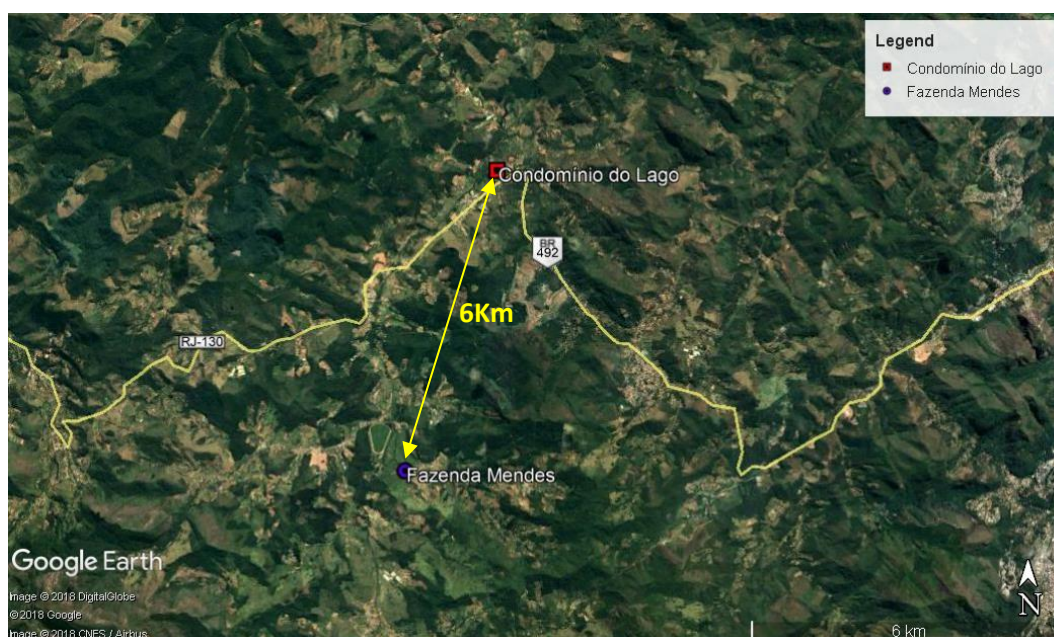 Legend
Condomínio do Lago
Fazenda Mendes
Condomínio do Lago
BR
492
6Km
RJ-130
Fazenda Mendes
Google Earth
Image © 2018 DigitalGlobe
© 2018 Google
Image © 2018 CNES / Airbus
N
6 km